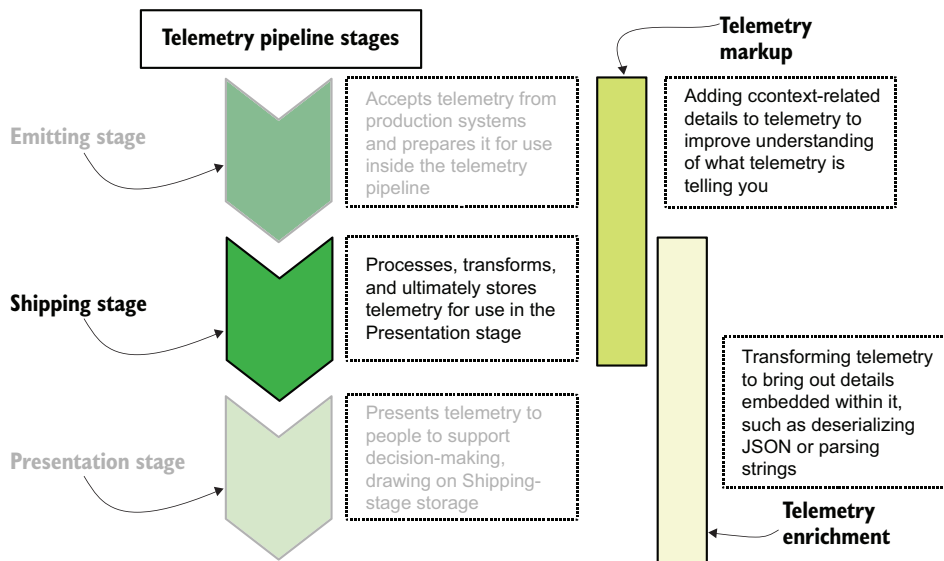 Telemetry pipeline stages
Telemetry
markup
Emitting stage
Accepts telemetry from
production systems
and prepares it for use
inside the telemetry
pipeline
Adding ccontext-related
details to telemetry to
improve understanding
of what telemetry is
telling you
Shipping stage
Processes, transforms,
and ultimately stores
telemetry for use in the
Presentation stage
Transforming telemetry
to bring out details
embedded within it,
such as deserializing
JSON or parsing
strings
Presentation stage
Presents telemetry to
people to support
decision-making,
drawing on Shipping-
stage storage
Telemetry
enrichment